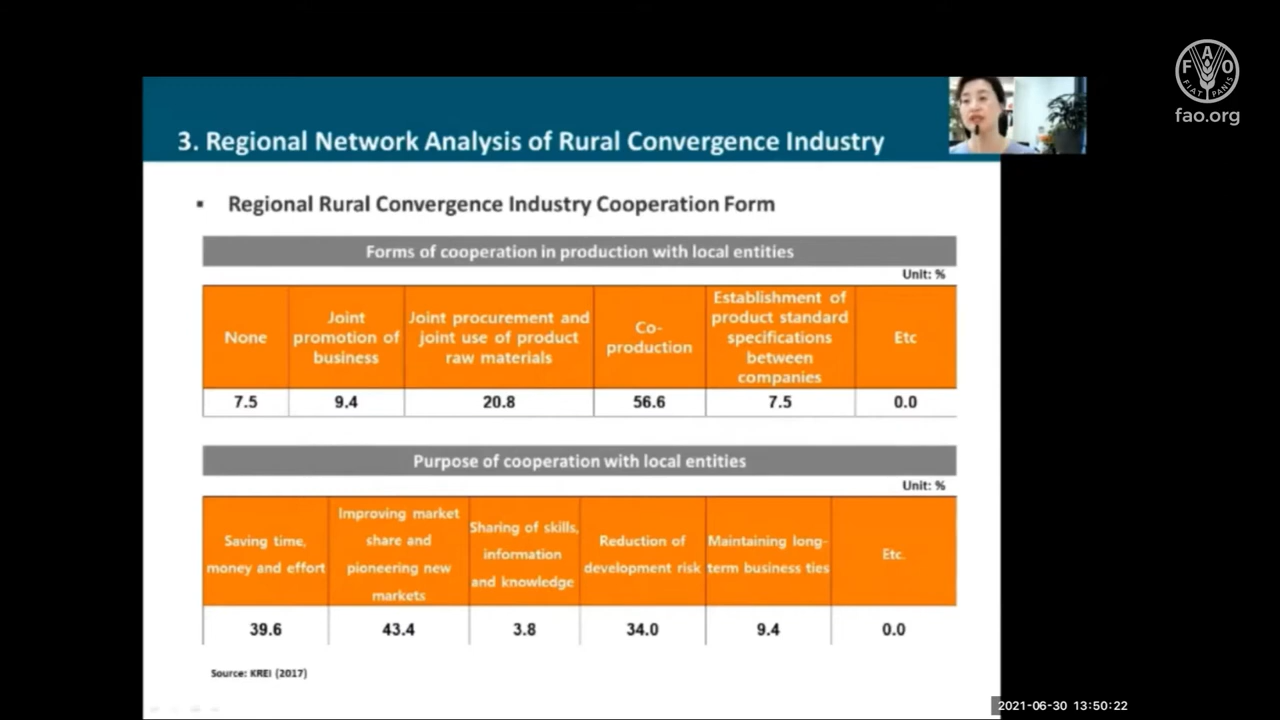 F A O
FIAT PANIS
fao.org
3. Regional Network Analysis of Rural Convergence Industry
▪ Regional Rural Convergence Industry Cooperation Form
Forms of cooperation in production with local entities
Unit: %
None
Joint
promotion of
business
Joint procurement and
joint use of product
raw materials
Co-
production
Establishment of
product standard
specifications
between
companies
Etc
7.5 9.4 20.8 56.6 7.5 0.0
Purpose of cooperation with local entities
Unit: %
Saving time,
money and effort
Improving market
share and
pioneering new
markets
Sharing of skills,
information
and knowledge
Reduction of
development risk
Maintaining long-
term business ties
Etc.
39.6 43.4 3.8 34.0 9.4 0.0
Source: KREI (2017)
2021-06-30 13:50:22